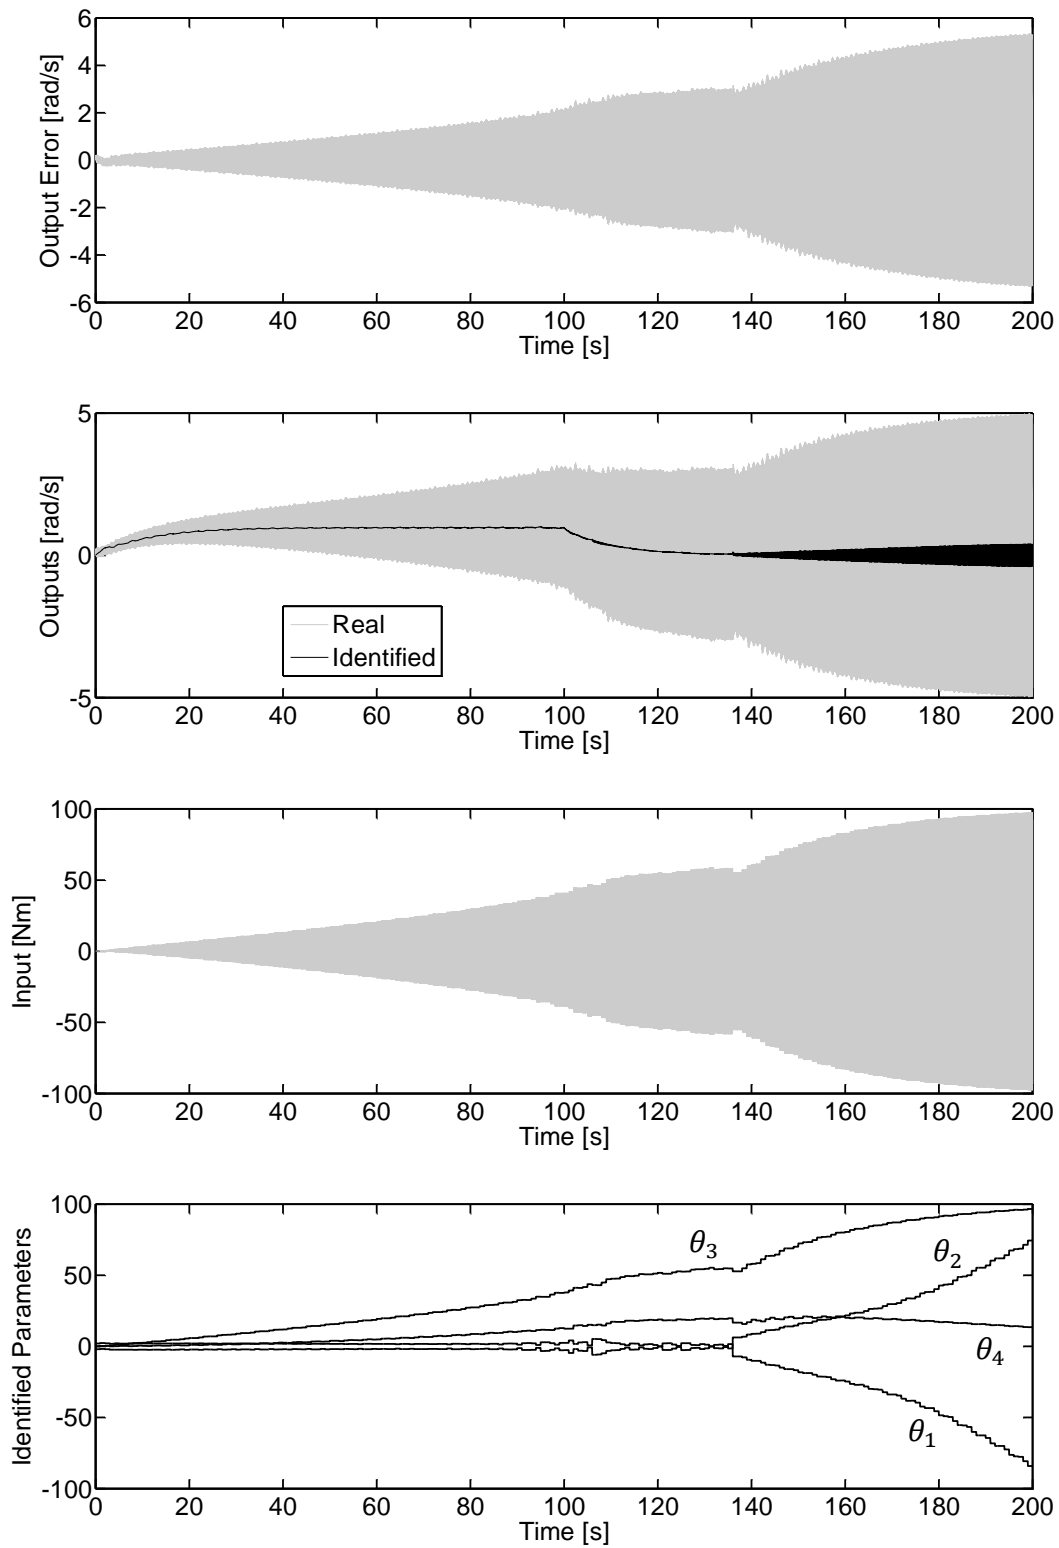 6
4
2
0
-2
-4
-6
Output Error [rad/s]
0 20 40 60 80 100 120 140 160 180 200
Time [s]
5
0
-5
Outputs [rad/s]
Real
Identified
0 20 40 60 80 100 120 140 160 180 200
Time [s]
100
50
0
-50
-100
Input [Nm]
0 20 40 60 80 100 120 140 160 180 200
Time [s]
100
50
0
-50
-100
Identified Parameters
θ3
θ2
θ4
θ1
0 20 40 60 80 100 120 140 160 180 200
Time [s]